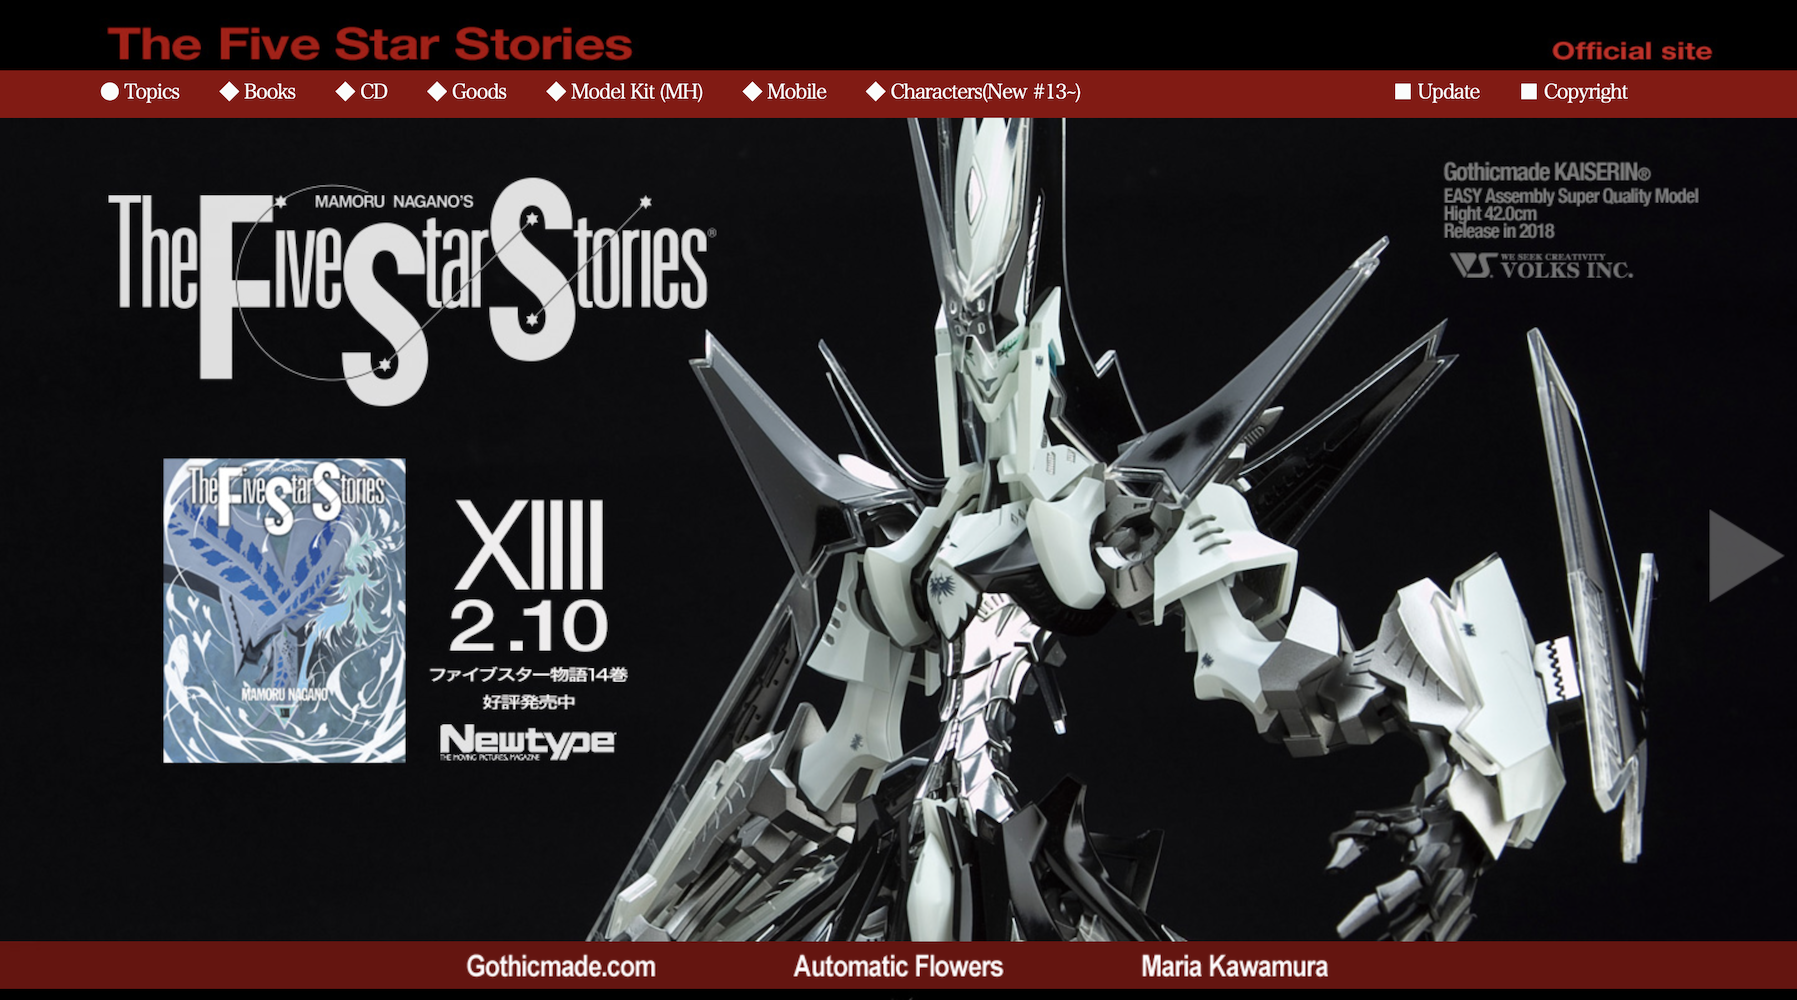 The Five Star Stories
Official site
Topics
Books
CD
Goods
Model Kit (MH)
Mobile
Characters(New #13~)
Update
Copyright
MAMORU NAGANO'S
The Five Star Stories®
Gothicmade KAISERIN®
EASY Assembly Super Quality Model
Hight 42.0cm
Release in 2018
WE SEEK CREATIVITY
VS. VOLKS INC.
The Five Star Stories
MAMORU NAGANO
XIIII
2.10
ファイブスター物語14巻
好評発売中
Newtype
THE MOVING PICTURES, MAGAZINE
Gothicmade.com
Automatic Flowers
Maria Kawamura